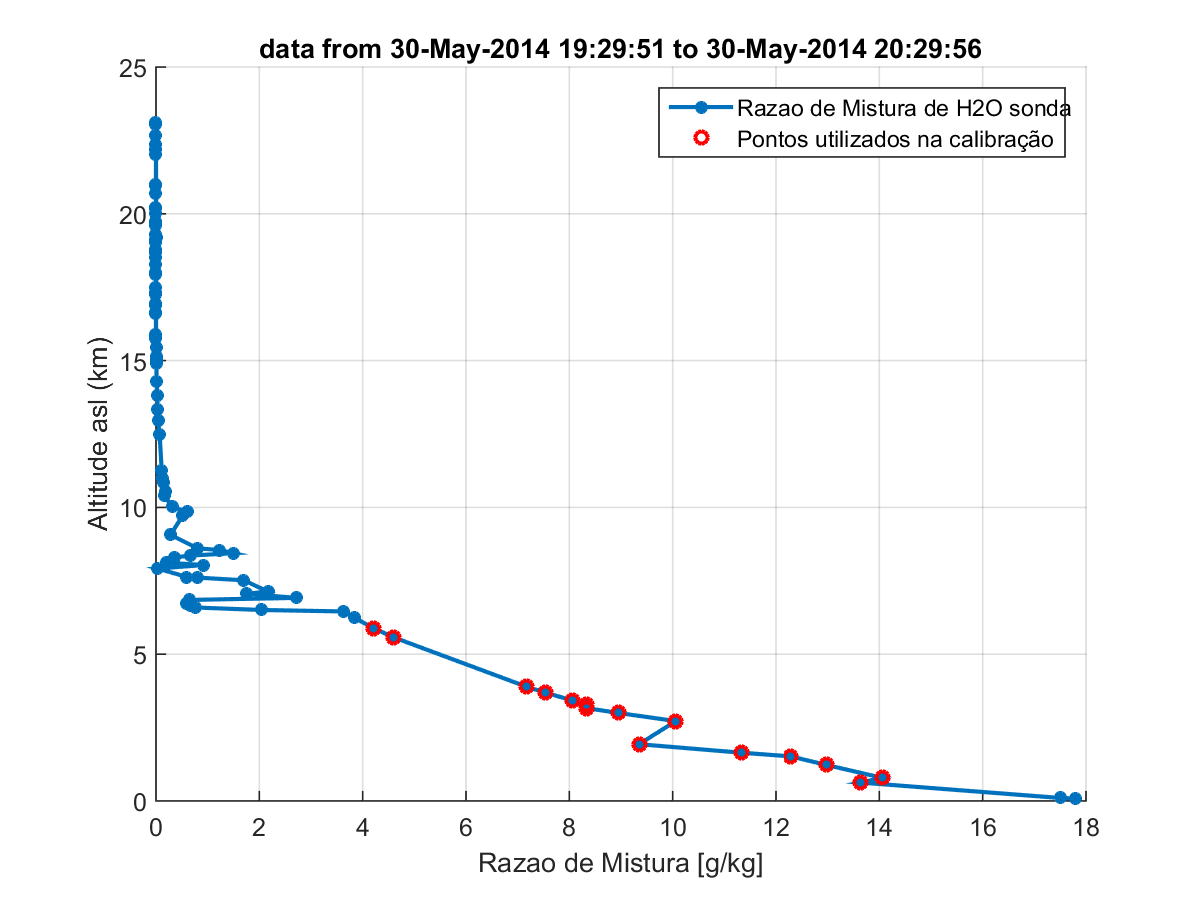 data from 30-May-2014 19:29:51 to 30-May-2014 20:29:56
25
Razao de Mistura de H2O sonda
Pontos utilizados na calibração
20
15
Altitude asl (km)
10
5
0
0 2 4 6 8 10 12 14 16 18
Razao de Mistura [g/kg]